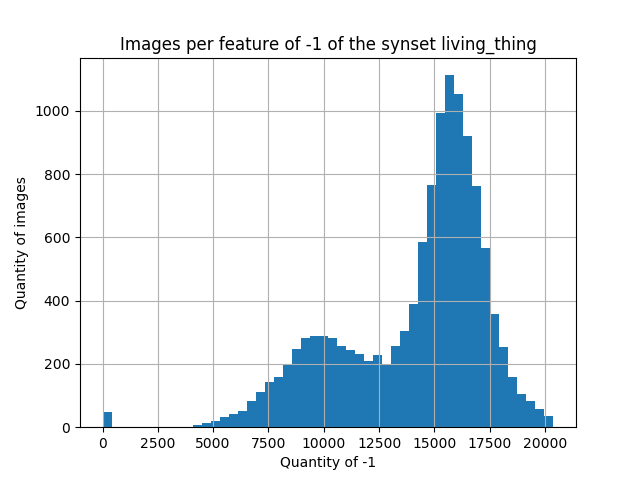 Images per feature of -1 of the synset living_thing
Quantity of images
1000
800
600
400
200
0
0 2500 5000 7500 10000 12500 15000 17500 20000
Quantity of -1